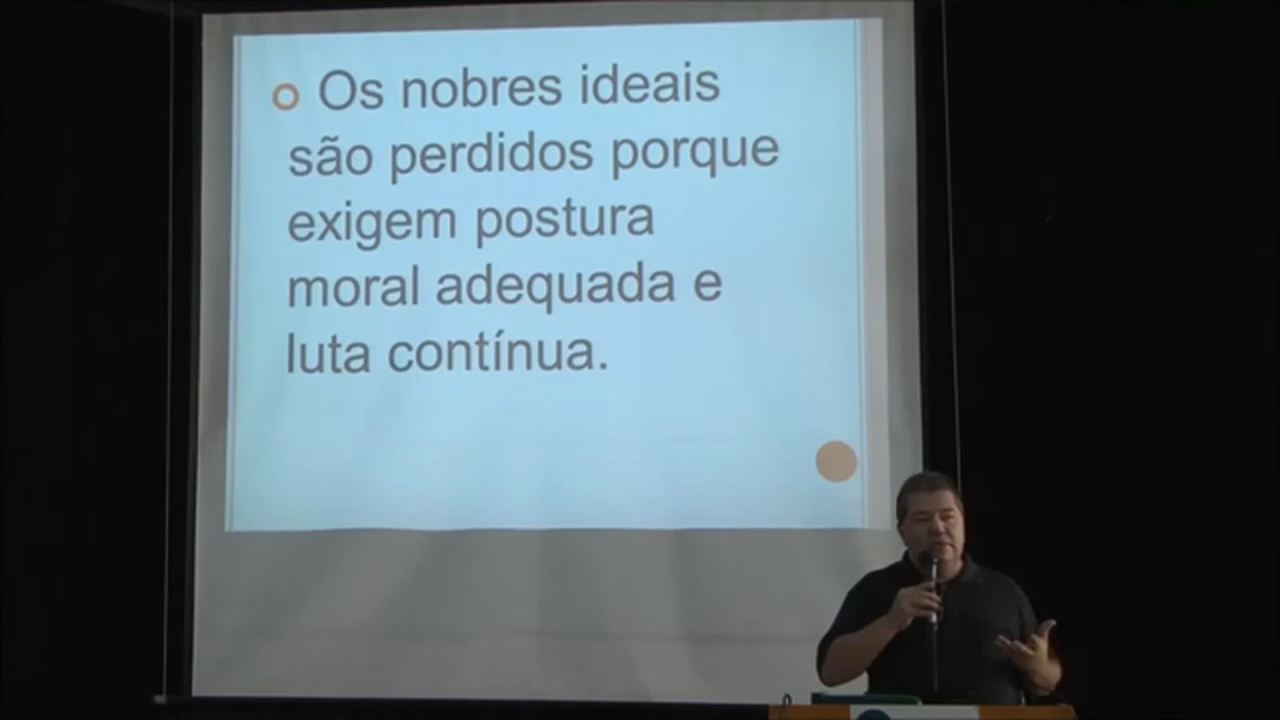 Os nobres ideais
são perdidos porque
exigem postura
moral adequada e
luta contínua.